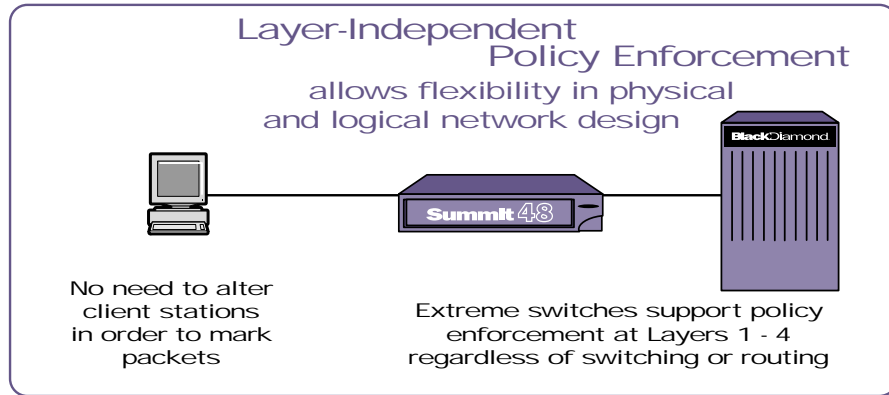 Layer-Independent
Policy Enforcement
allows flexibility in physical
and logical network design
BlackDiamond.
Summit 48
No need to alter
client stations
in order to mark
packets
Extreme switches support policy
enforcement at Layers 1 - 4
regardless of switching or routing